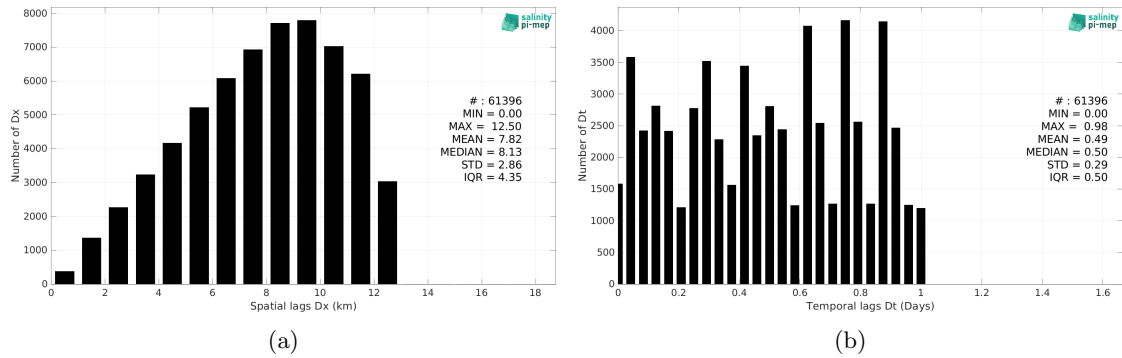 8000
7000
6000
5000
4000
3000
2000
1000
0
Number of Dx
0 2 4 6 8 10 12 14 16 18
Spatial lags Dx (km)
salinity
pi-mep
# : 61396
MIN = 0.00
MAX = 12.50
MEAN = 7.82
MEDIAN = 8.13
STD = 2.86
IQR = 4.35
(a)
4000
3500
3000
2500
2000
1500
1000
500
0
Number of Dt
0 0.2 0.4 0.6 0.8 1 1.2 1.4 1.6
Temporal lags Dt (Days)
salinity
pi-mep
# : 61396
MIN = 0.00
MAX = 0.98
MEAN = 0.49
MEDIAN = 0.50
STD = 0.29
IQR = 0.50
(b)